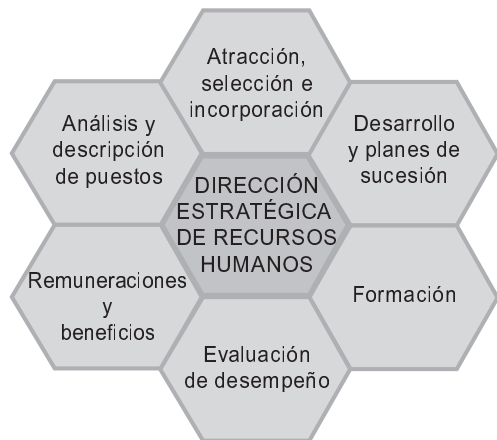 Atracción,
selección e
incorporación
Análisis y
descripción
de puestos
Desarrollo
y planes de
sucesión
DIRECCIÓN
ESTRATÉGICA
DE RECURSOS
HUMANOS
Remuneraciones
y
beneficios
Formación
Evaluación
de desempeño